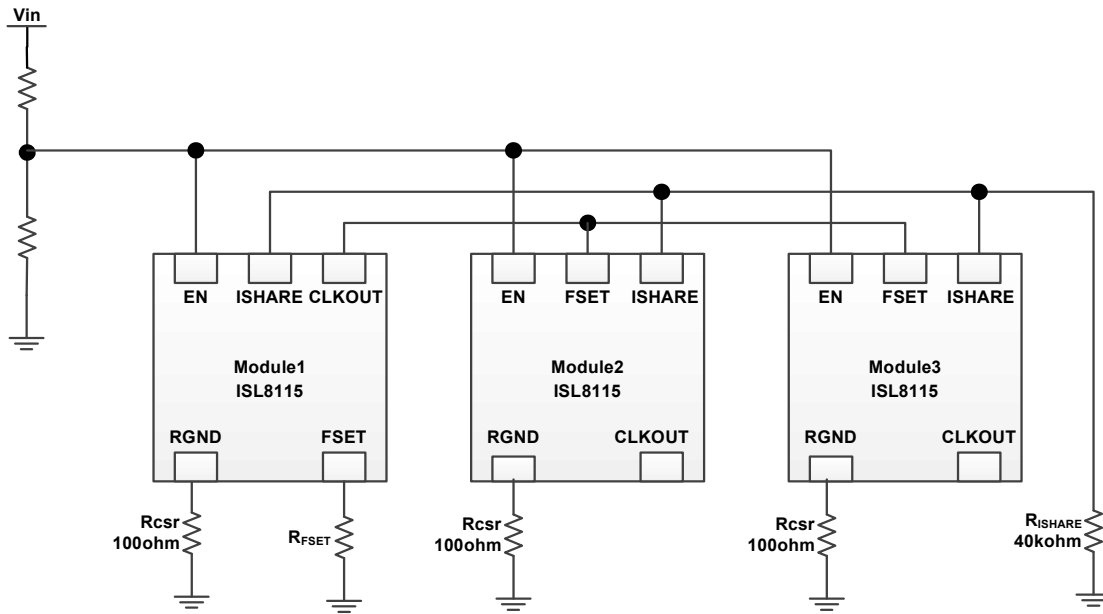 Vin
EN
ISHARE
CLKOUT
EN
FSET
ISHARE
EN
FSET
ISHARE
Module1
ISL8115
Module2
ISL8115
Module3
ISL8115
RGND
FSET
RGND
CLKOUT
RGND
CLKOUT
Rcsr
100ohm
RFSET
Rcsr
100ohm
Rcsr
100ohm
RISHARE
40kohm